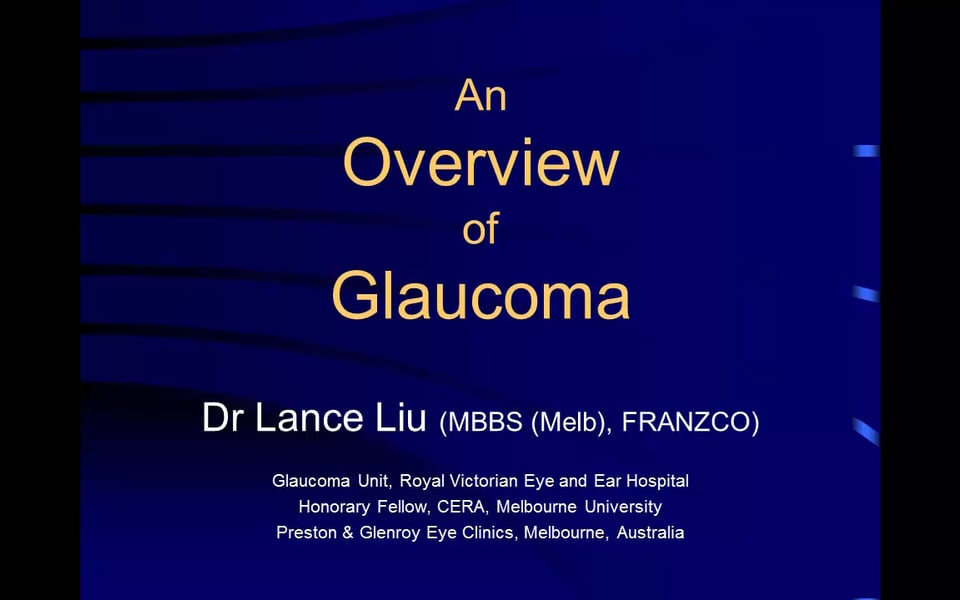 An
Overview
of
Glaucoma
Dr Lance Liu (MBBS (Melb), FRANZCO)
Glaucoma Unit, Royal Victorian Eye and Ear Hospital
Honorary Fellow, CERA, Melbourne University
Preston & Glenroy Eye Clinics, Melbourne, Australia